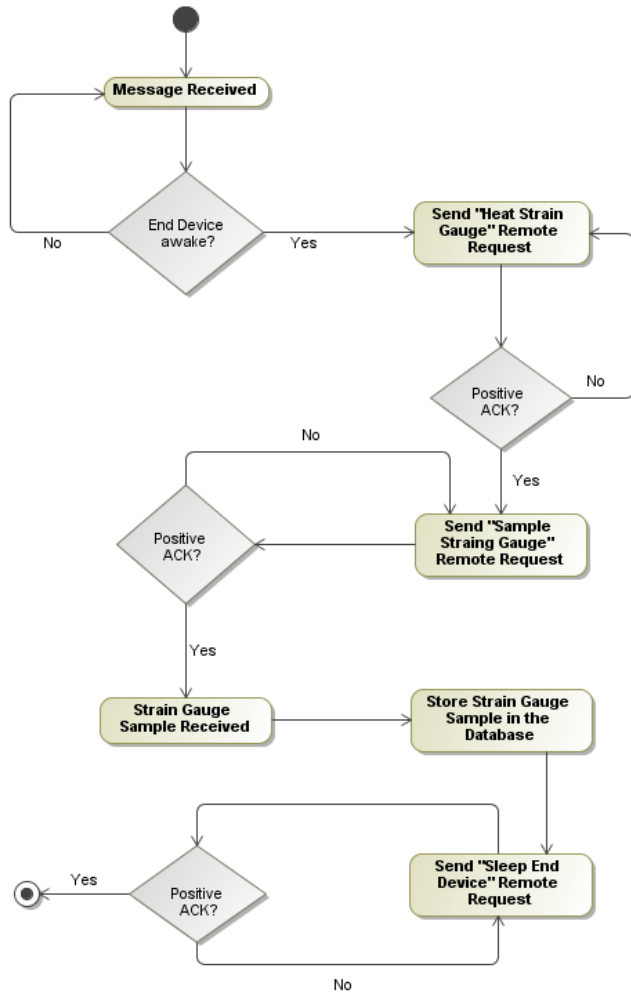 Message Received
End Device
awake?
No
Yes
Send "Heat Strain
Gauge" Remote
Request
Positive
ACK?
No
Yes
Send "Sample
Straing Gauge"
Remote Request
No
Positive
ACK?
Yes
Strain Gauge
Sample Received
Store Strain Gauge
Sample in the
Database
Send "Sleep End
Device" Remote
Request
Positive
ACK?
Yes
No